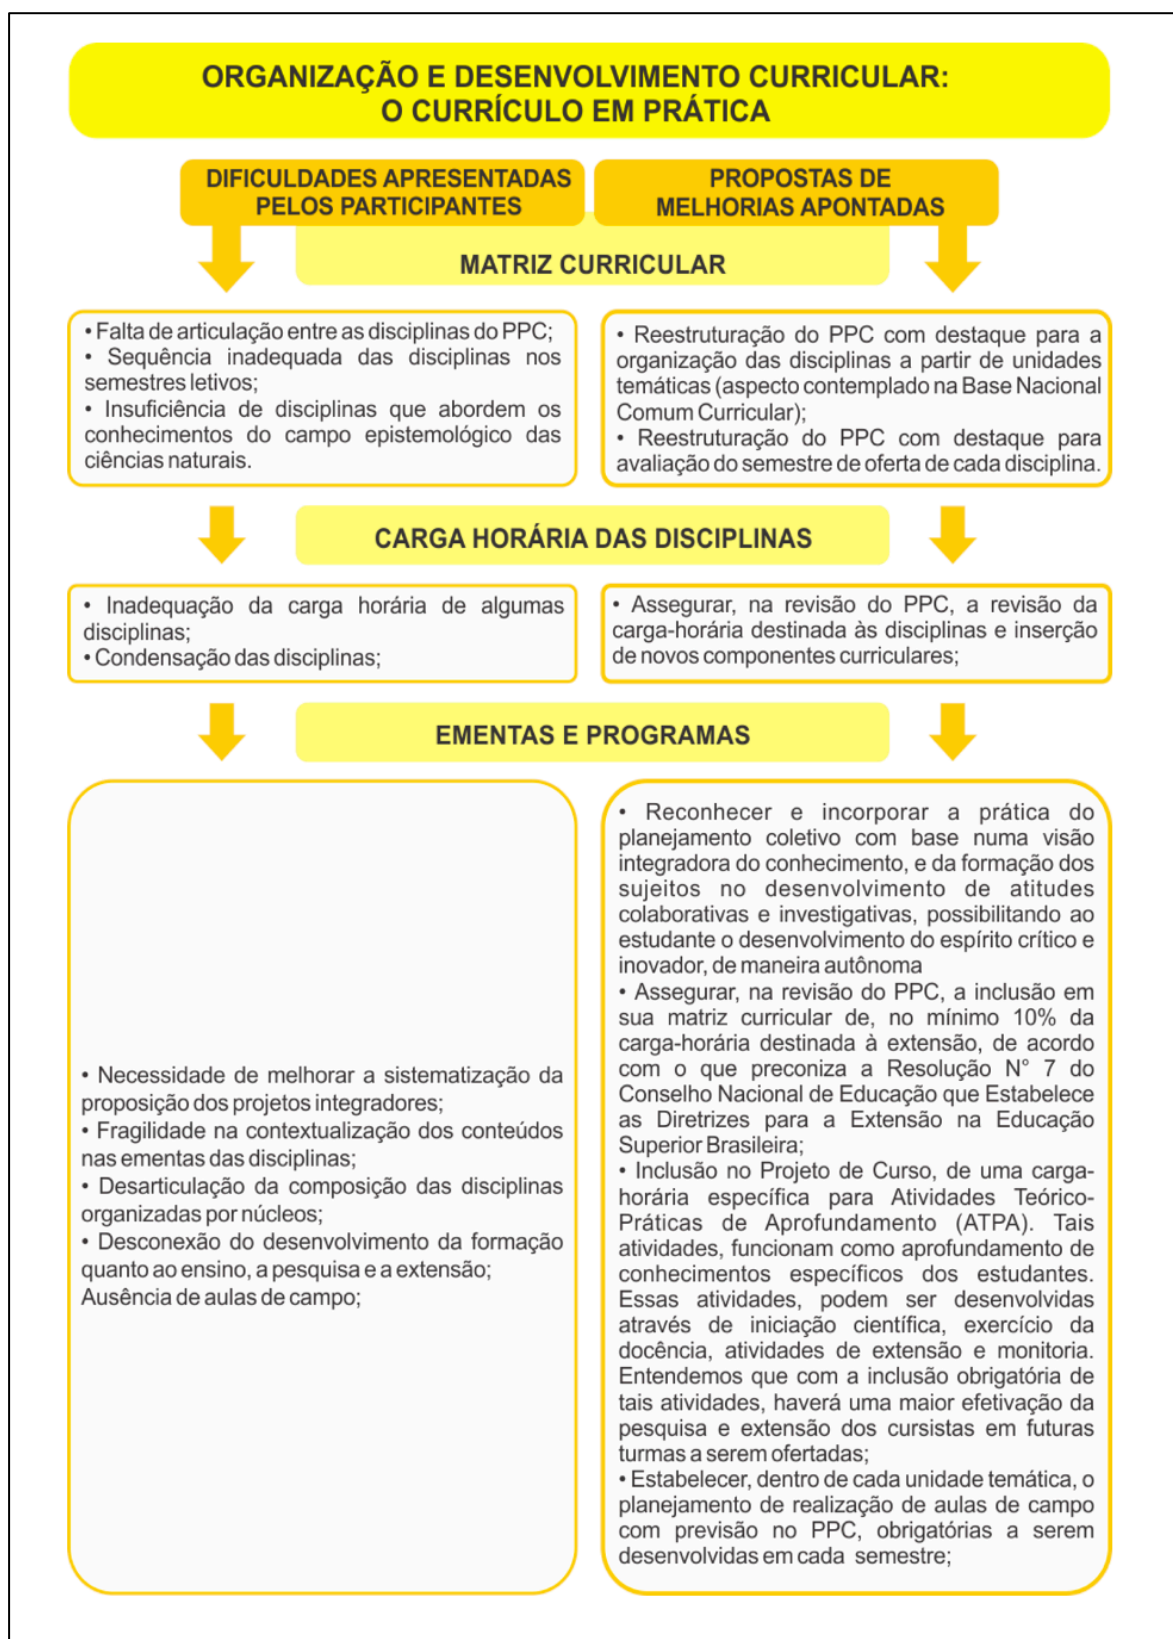 ORGANIZAÇÃO E DESENVOLVIMENTO CURRICULAR:
O CURRÍCULO EM PRÁTICA
DIFICULDADES APRESENTADAS
PELOS PARTICIPANTES
PROPOSTAS DE
MELHORIAS APONTADAS
MATRIZ CURRICULAR
• Falta de articulação entre as disciplinas do PPC;
• Sequência inadequada das disciplinas nos
semestres letivos;
• Insuficiência de disciplinas que abordem os
conhecimentos do campo epistemológico das
ciências naturais.
• Reestruturação do PPC com destaque para a
organização das disciplinas a partir de unidades
temáticas (aspecto contemplado na Base Nacional
Comum Curricular);
• Reestruturação do PPC com destaque para
avaliação do semestre de oferta de cada disciplina.
CARGA HORÁRIA DAS DISCIPLINAS
• Inadequação da carga horária de algumas
disciplinas;
• Condensação das disciplinas;
• Assegurar, na revisão do PPC, a revisão da
carga-horária destinada às disciplinas e inserção
de novos componentes curriculares;
EMENTAS E PROGRAMAS
• Necessidade de melhorar a sistematização da
proposição dos projetos integradores;
• Fragilidade na contextualização dos conteúdos
nas ementas das disciplinas;
• Desarticulação da composição das disciplinas
organizadas por núcleos;
• Desconexão do desenvolvimento da formação
quanto ao ensino, a pesquisa e a extensão;
Ausência de aulas de campo;
• Reconhecer e incorporar a prática do
planejamento coletivo com base numa visão
integradora do conhecimento, e da formação dos
sujeitos no desenvolvimento de atitudes
colaborativas e investigativas, possibilitando ao
estudante o desenvolvimento do espírito crítico e
inovador, de maneira autônoma
• Assegurar, na revisão do PPC, a inclusão em
sua matriz curricular de, no mínimo 10% da
carga-horária destinada à extensão, de acordo
com o que preconiza a Resolução N° 7 do
Conselho Nacional de Educação que Estabelece
as Diretrizes para a Extensão na Educação
Superior Brasileira;
• Inclusão no Projeto de Curso, de uma carga-
horária específica para Atividades Teórico-
Práticas de Aprofundamento (ATPA). Tais
atividades, funcionam como aprofundamento de
conhecimentos específicos dos estudantes.
Essas atividades, podem ser desenvolvidas
através de iniciação científica, exercício da
docência, atividades de extensão e monitoria.
Entendemos que com a inclusão obrigatória de
tais atividades, haverá uma maior efetivação da
pesquisa e extensão dos cursistas em futuras
turmas a serem ofertadas;
• Estabelecer, dentro de cada unidade temática, o
planejamento de realização de aulas de campo
com previsão no PPC, obrigatórias a serem
desenvolvidas em cada semestre;